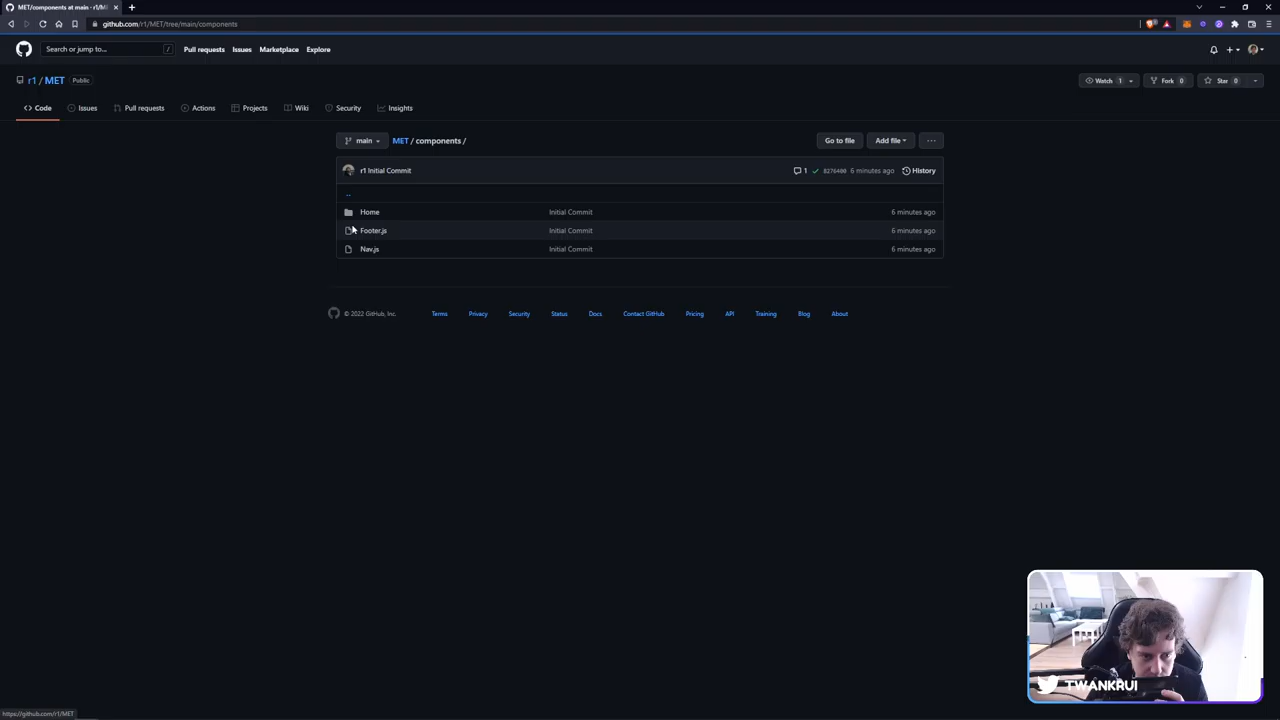 MET/components at main · r1/M
github.com/r1/MET/tree/main/components
Search or jump to...
/
Pull requests
Issues
Marketplace
Explore
r1 / MET
Public
Watch 1
Fork 0
Star 0
Code
Issues
Pull requests
Actions
Projects
Wiki
Security
Insights
main
MET / components /
Go to file
Add file
...
r1 Initial Commit
1
8276400 6 minutes ago
History
..
Home
Initial Commit
6 minutes ago
Footer.js
Initial Commit
6 minutes ago
Nav.js
Initial Commit
6 minutes ago
© 2022 GitHub, Inc.
Terms
Privacy
Security
Status
Docs
Contact GitHub
Pricing
API
Training
Blog
About
TWANKRUI
https://github.com/r1/MET